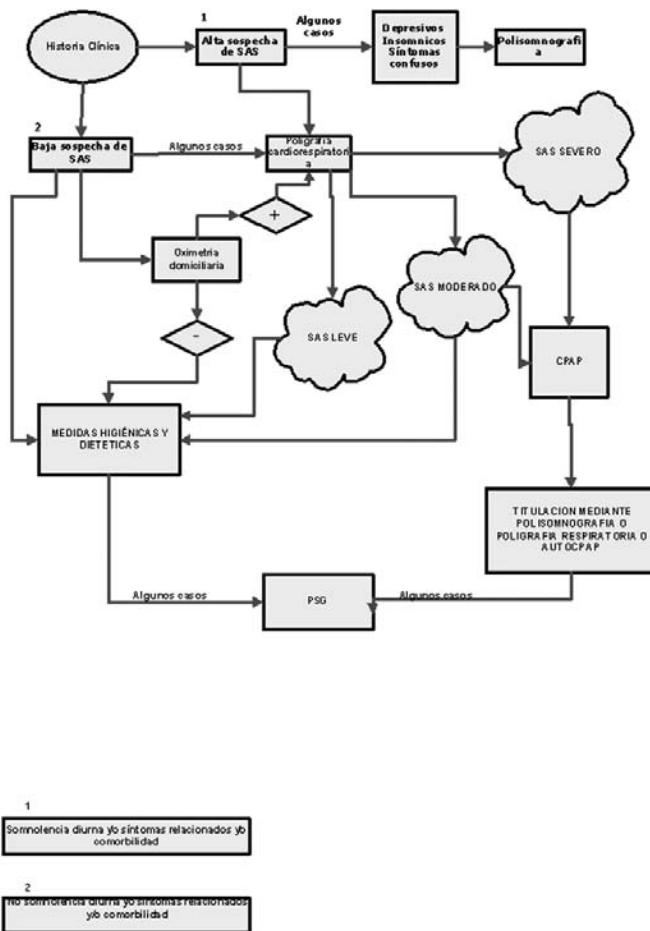 1
Historia Clínica
Alta sospecha
de SAS
Algunos
casos
Depresivos
Insomnicos
Síntomas
confusos
Polisomnografi
a
2
Baja sospecha de
SAS
Algunos casos
Poligrafia
cardiorespiratori
a
SAS SEVERO
+
Oximetria
domiciliaria
SAS MODERADO
-
SAS LEVE
CPAP
MEDIDAS HIGIÉNICAS Y
DIETETICAS
TITULACION MEDIANTE
POLISOMNOGRAFIA O
POLIGRAFIA RESPIRATORIA O
AUTOCPAP
Algunos casos
PSG
Algunos casos
1
Somnolencia diurna y/o síntomas relacionados y/o
comorbilidad
2
No somnolencia diurna y/o síntomas relacionados
y/o comorbilidad